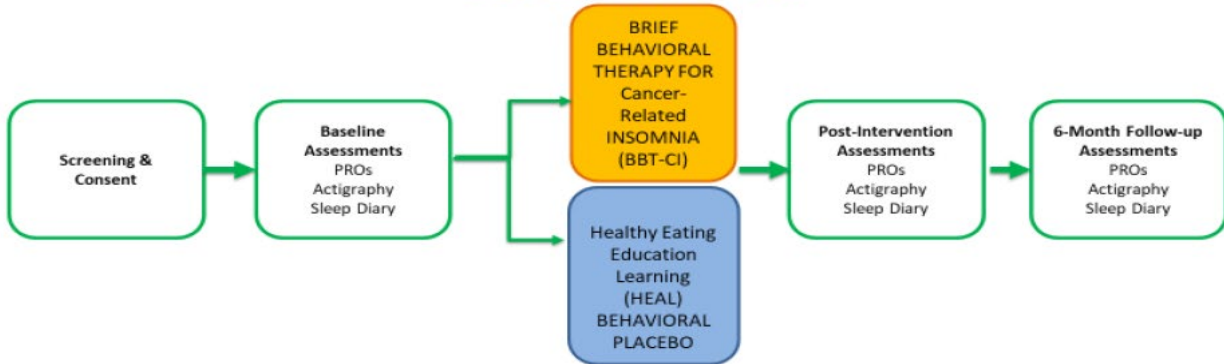 Screening &
Consent
Baseline
Assessments
PROs
Actigraphy
Sleep Diary
BRIEF
BEHAVIORAL
THERAPY FOR
Cancer-
Related
INSOMNIA
(BBT-CI)
Healthy Eating
Education
Learning
(HEAL)
BEHAVIORAL
PLACEBO
Post-Intervention
Assessments
PROs
Actigraphy
Sleep Diary
6-Month Follow-up
Assessments
PROs
Actigraphy
Sleep Diary